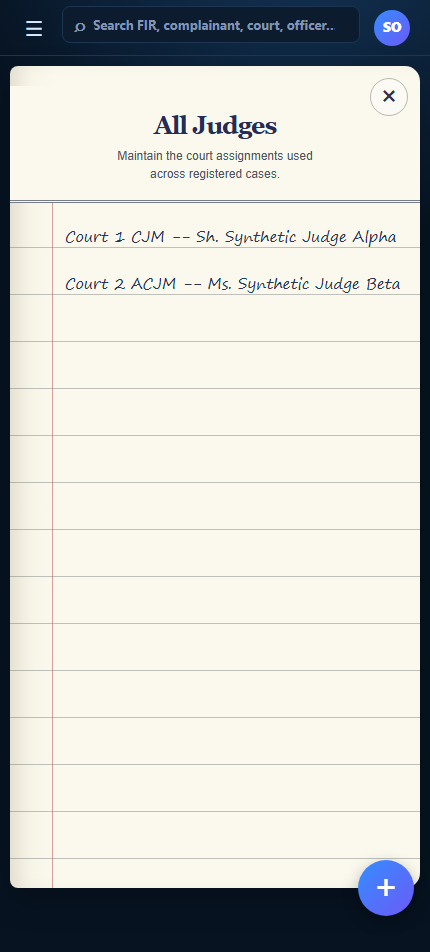 Search FIR, complainant, court, officer...
SO
All Judges
Maintain the court assignments used
across registered cases.
Court 1 CJM -- Sh. Synthetic Judge Alpha
Court 2 ACJM -- Ms. Synthetic Judge Beta